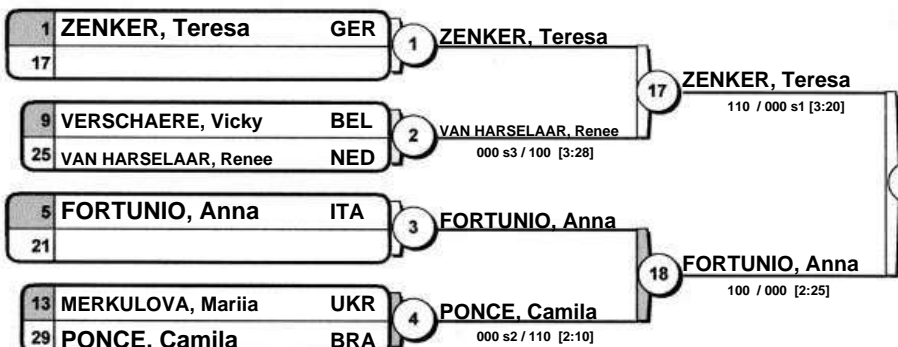 1 ZENKER, Teresa GER
17
1
ZENKER, Teresa
9 VERSCHAERE, Vicky BEL
25 VAN HARSELAAR, Renee NED
2
VAN HARSELAAR, Renee
000 s3 / 100 [3:28]
17
ZENKER, Teresa
110 / 000 s1 [3:20]
5 FORTUNIO, Anna ITA
21
3
FORTUNIO, Anna
13 MERKULOVA, Mariia UKR
29 PONCE, Camila BRA
4
PONCE, Camila
000 s2 / 110 [2:10]
18
FORTUNIO, Anna
100 / 000 [2:25]